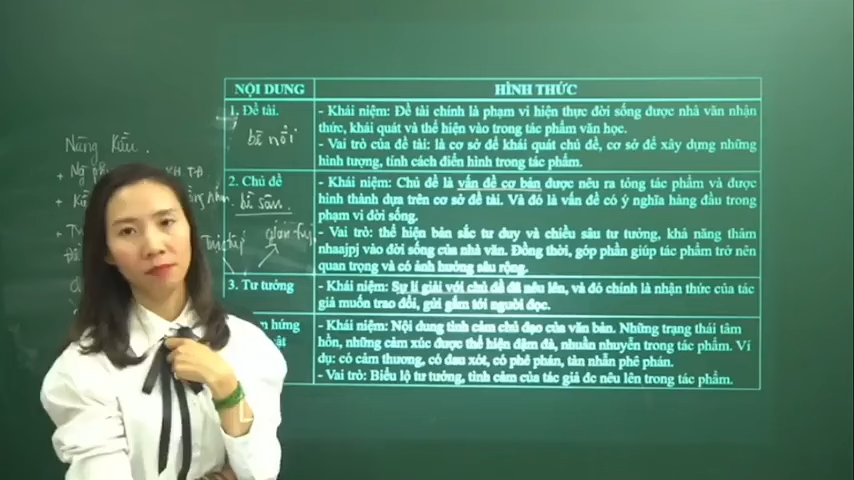 NỘI DUNG
HÌNH THỨC
1. Đề tài.
bề nổi
- Khái niệm: Đề tài chính là phạm vi hiện thực đời sống được nhà văn nhận
thức, khái quát và thể hiện vào trong tác phẩm văn học.
- Vai trò của đề tài: là cơ sở để khái quát chủ đề, cơ sở để xây dựng những
hình tượng, tính cách điển hình trong tác phẩm.
2. Chủ đề
bề sâu.
- Khái niệm: Chủ đề là vấn đề cơ bản được nêu ra tỏng tác phẩm và được
hình thành dựa trên cơ sở đề tài. Và đó là vấn đề có ý nghĩa hàng đầu trong
phạm vi đời sống.
- Vai trò: thể hiện bản sắc tư duy và chiều sâu tư tưởng, khả năng thâm
nhaajpj vào đời sống của nhà văn. Đồng thời, góp phần giúp tác phẩm trở nên
quan trọng và có ảnh hưởng sâu rộng.
3. Tư tưởng
- Khái niệm: Sự lí giải với chủ đề đã nêu lên, và đó chính là nhận thức của tác
giả muốn trao đổi, gửi gắm tới người đọc.
hứng
- Khái niệm: Nội dung tình cảm chủ đạo của văn bản. Những trạng thái tâm
hồn, những cảm xúc được thể hiện đậm đà, nhuần nhuyễn trong tác phẩm. Ví
dụ: có cảm thương, có đau xót, có phê phán, tàn nhẫn phê phán.
- Vai trò: Biểu lộ tư tưởng, tình cảm của tác giả đc nêu lên trong tác phẩm.